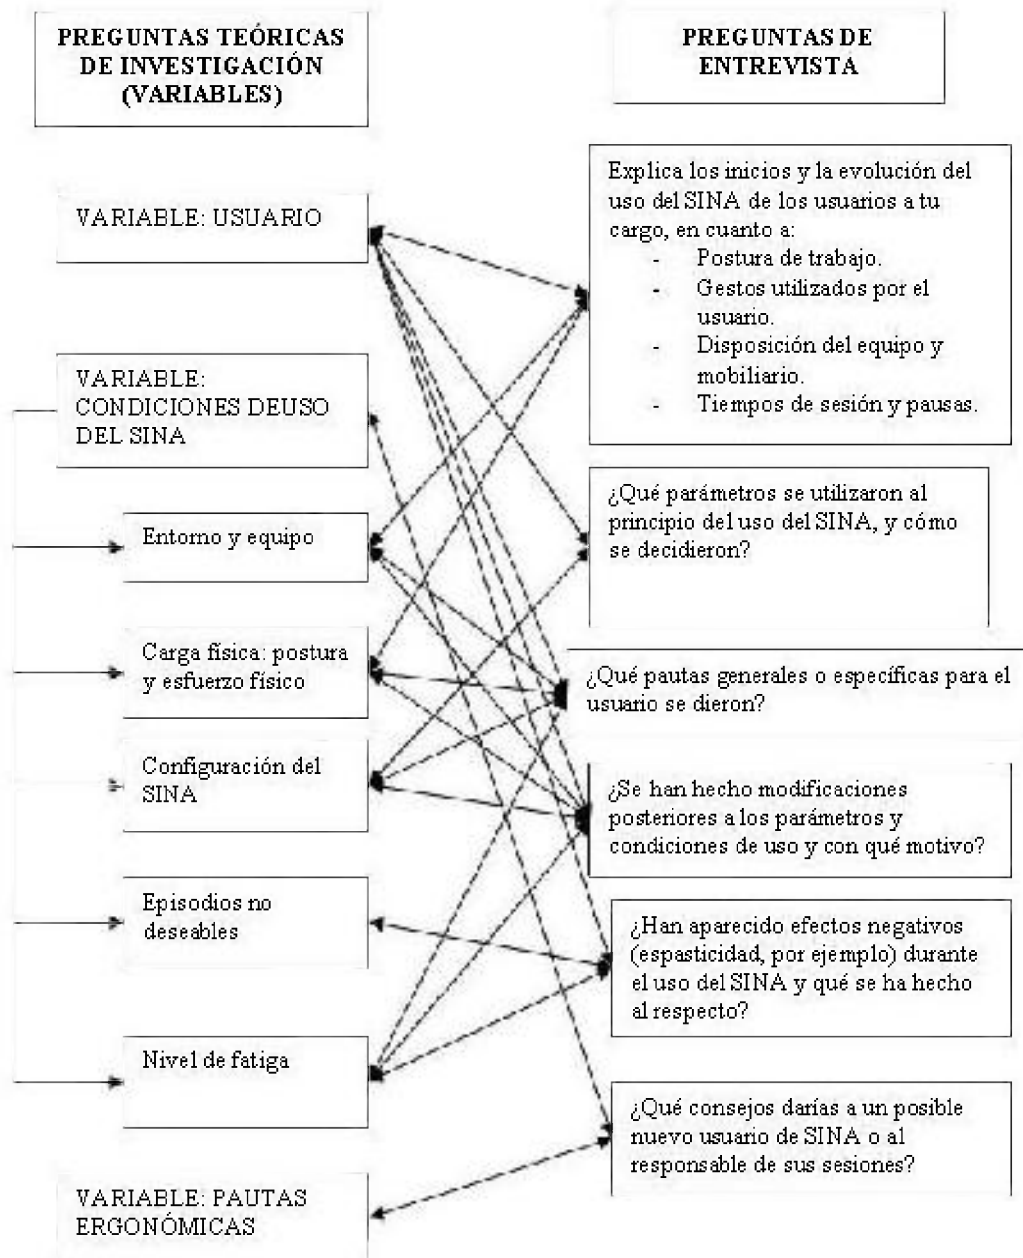 PREGUNTAS TEÓRICAS
DE INVESTIGACIÓN
(VARIABLES)
PREGUNTAS DE
ENTREVISTA
VARIABLE: USUARIO
VARIABLE:
CONDICIONES DEUSO
DEL SINA
Entorno y equipo
Carga física: postura
y esfuerzo físico
Configuración del
SINA
Episodios no
deseables
Nivel de fatiga
VARIABLE: PAUTAS
ERGONÓMICAS
Explica los inicios y la evolución del
uso del SINA de los usuarios a tu
cargo, en cuanto a:
- Postura de trabajo.
- Gestos utilizados por el
usuario.
- Disposición del equipo y
mobiliario.
- Tiempos de sesión y pausas.
¿Qué parámetros se utilizaron al
principio del uso del SINA, y cómo
se decidieron?
¿Qué pautas generales o específicas para el
usuario se dieron?
¿Se han hecho modificaciones
posteriores a los parámetros y
condiciones de uso y con qué motivo?
¿Han aparecido efectos negativos
(espasticidad, por ejemplo) durante
el uso del SINA y qué se ha hecho
al respecto?
¿Qué consejos darías a un posible
nuevo usuario de SINA o al
responsable de sus sesiones?